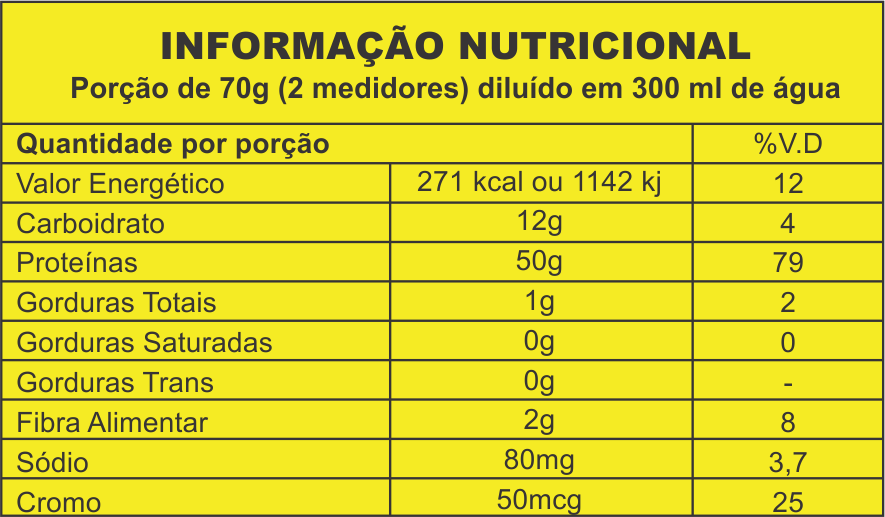 INFORMAÇÃO NUTRICIONAL
Porção de 70g (2 medidores) diluído em 300 ml de água
Quantidade por porção %V.D
Valor Energético 271 kcal ou 1142 kj 12
Carboidrato 12g 4
Proteínas 50g 79
Gorduras Totais 1g 2
Gorduras Saturadas 0g 0
Gorduras Trans 0g -
Fibra Alimentar 2g 8
Sódio 80mg 3,7
Cromo 50mcg 25